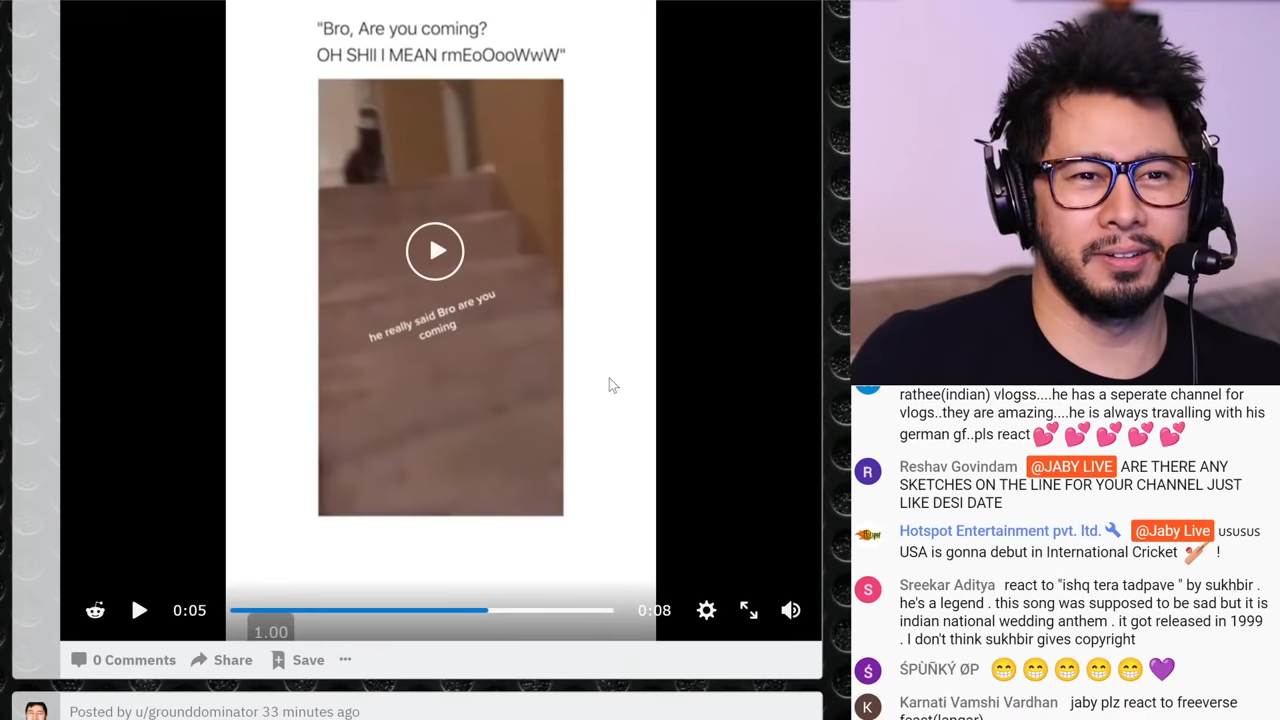 "Bro, Are you coming?
OH SHII I MEAN rmEoOooWwW"
he really said Bro are you
coming
0:05
0:08
1.00
0 Comments Share Save
Posted by u/grounddominator 33 minutes ago
rathee(indian) vlogss....he has a seperate channel for
vlogs..they are amazing....he is always travalling with his
german gf..pls react💕💕💕💕💕
R
Reshav Govindam @JABY LIVE ARE THERE ANY
SKETCHES ON THE LINE FOR YOUR CHANNEL JUST
LIKE DESI DATE
Hotspot Entertainment pvt. ltd. @Jaby Live ususus
USA is gonna debut in International Cricket 🏏 !
S
Sreekar Aditya react to "ishq tera tadpave " by sukhbir .
he's a legend . this song was supposed to be sad but it is
indian national wedding anthem . it got released in 1999
. I don't think sukhbir gives copyright
Ś
ŚPÙÑKÝ ØP 😁😁😁😁😁💜
K
Karnati Vamshi Vardhan jaby plz react to freeverse